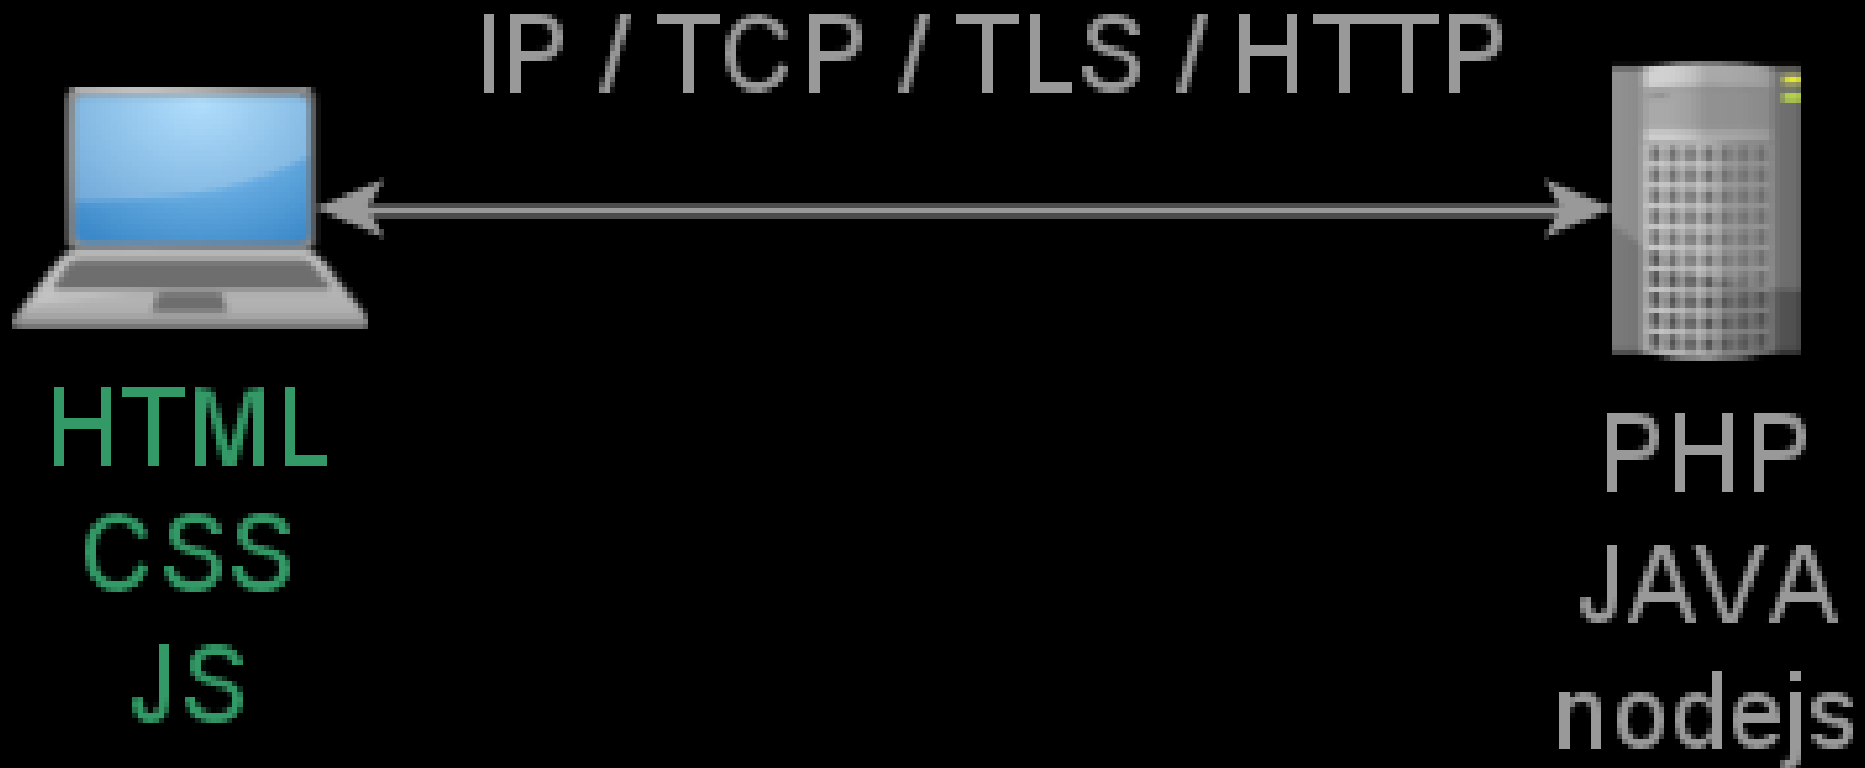 IP / TCP / TLS / HTTP
HTML
CSS
JS
PHP
JAVA
nodejs